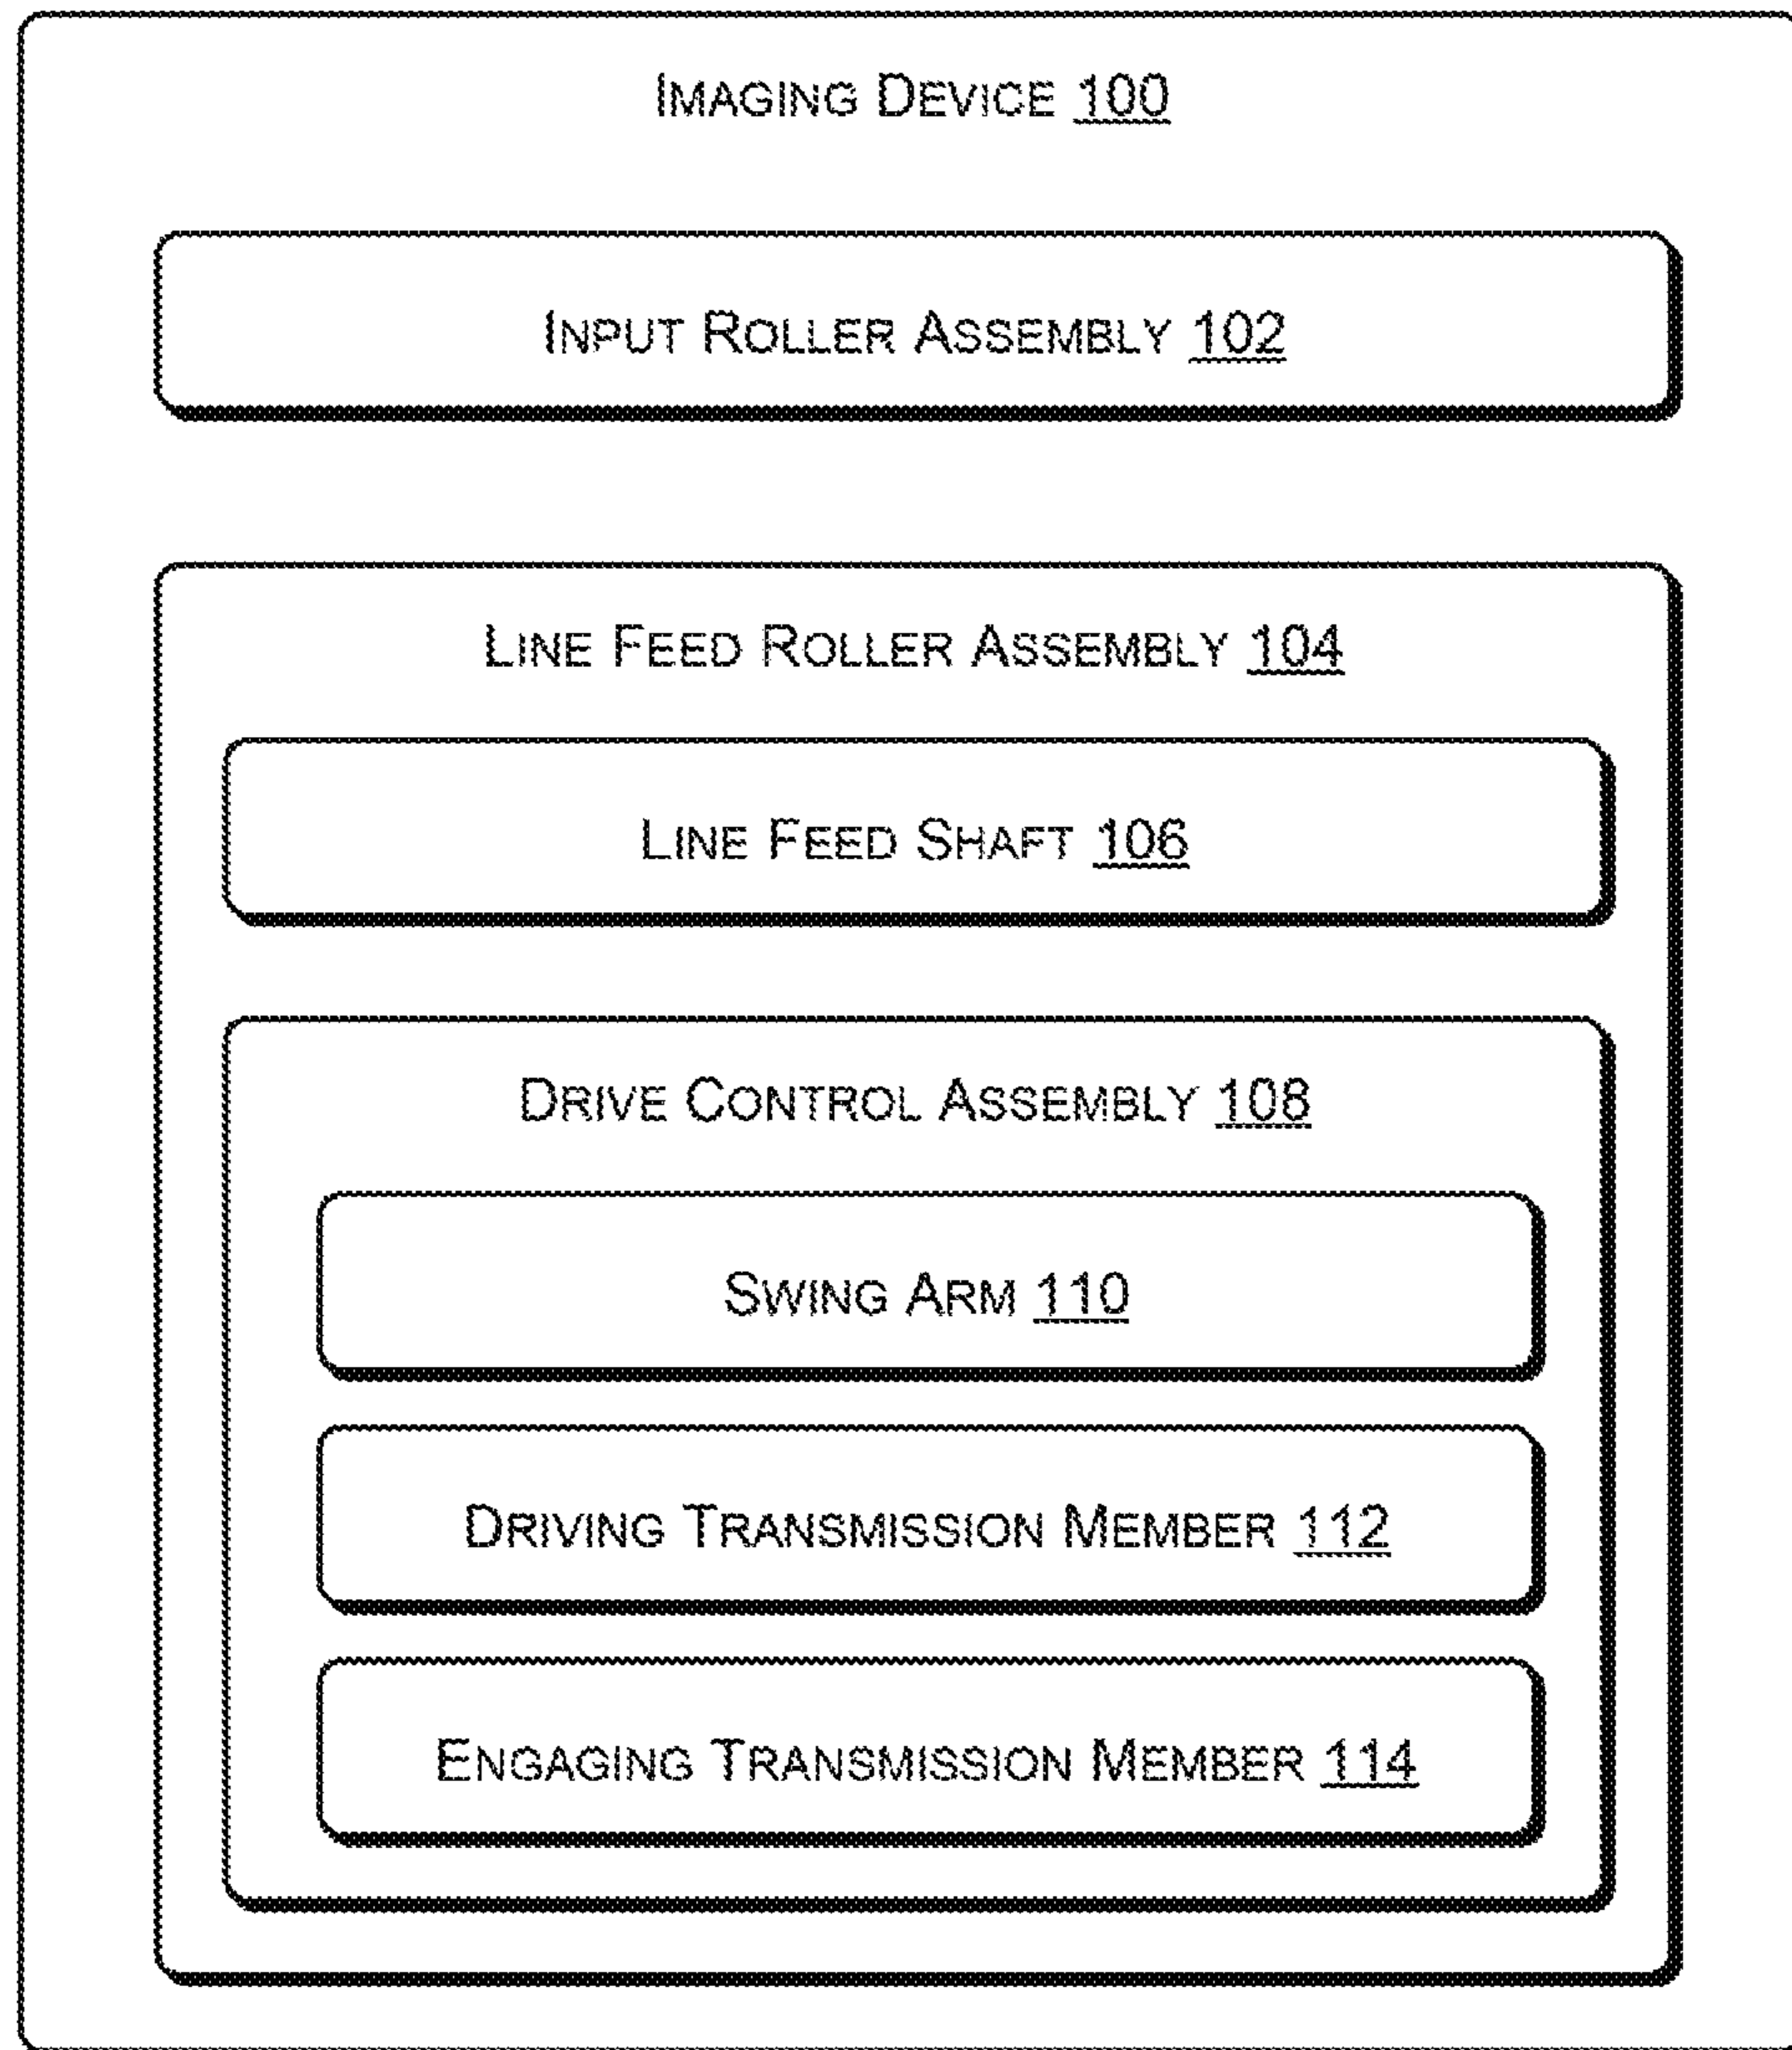 IMAGING DEVICE 100
INPUT ROLLER ASSEMBLY 102
LINE FEED ROLLER ASSEMBLY 104
LINE FEED SHAFT 106
DRIVE CONTROL ASSEMBLY 108
SWING ARM 110
DRIVING TRANSMISSION MEMBER 112
ENGAGING TRANSMISSION MEMBER 114